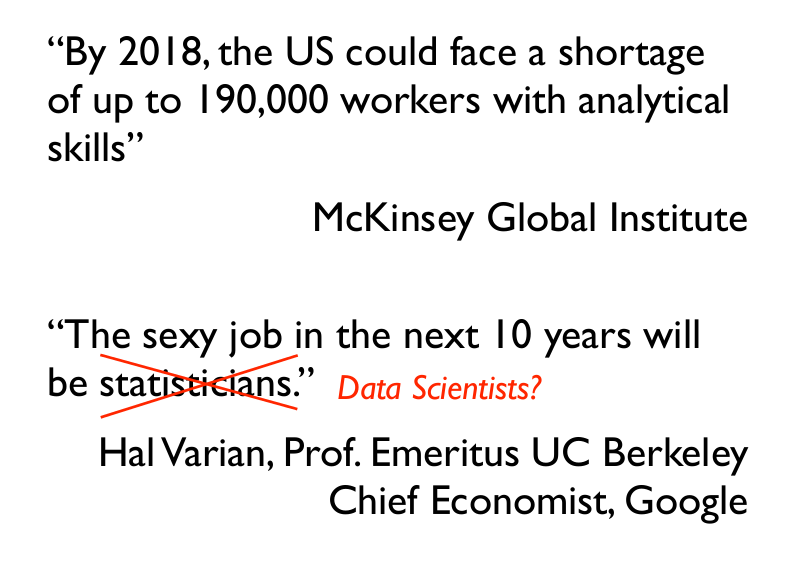 “By 2018, the US could face a shortage
of up to 190,000 workers with analytical
skills”
McKinsey Global Institute
“The sexy job in the next 10 years will
be statisticians.” Data Scientists?
Hal Varian, Prof. Emeritus UC Berkeley
Chief Economist, Google